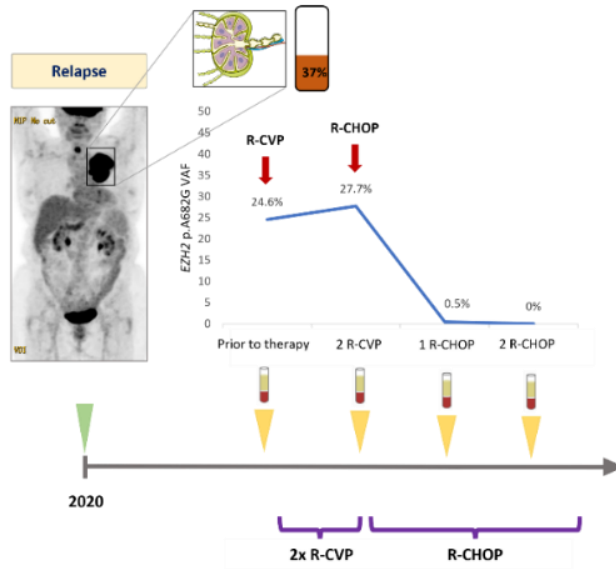 Relapse
37%
MIP No out
V01
EZH2 p.A682G VAF
50
45
40
35
30
25
20
15
10
5
0
R-CVP
R-CHOP
24.6%
27.7%
0.5%
0%
Prior to therapy
2 R-CVP
1 R-CHOP
2 R-CHOP
2020
2x R-CVP
R-CHOP